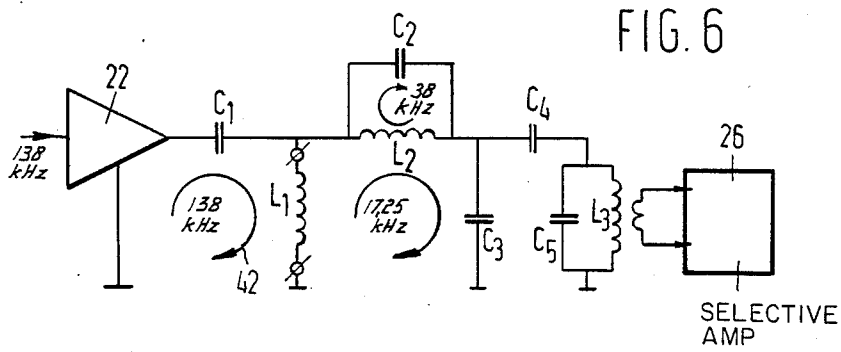 FIG. 6
22
C2
38
kHz
C1
C4
138
kHz
L2
26
L1
138
kHz
17,25
kHz
C3
C5
L3
42
SELECTIVE
AMP